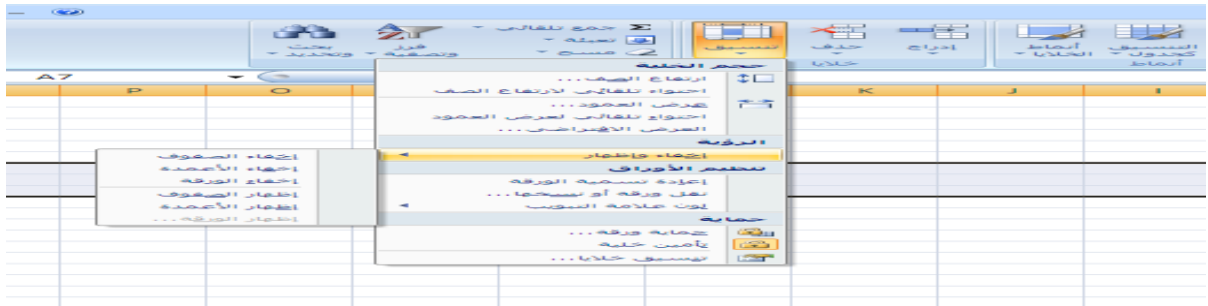 التنسيق كجدول
أنماط الخلايا
أنماط
إدراج
حذف
تنسيق
خلايا
Σ جمع تلقائي
تعبئة
مسح
فرز وتصفية
بحث وتحديد
A7
I J K O P
حجم الخلية
ارتفاع الصف...
احتواء تلقائي لارتفاع الصف
عرض العمود...
احتواء تلقائي لعرض العمود
العرض الافتراضي...
الرؤية
إخفاء وإظهار
تنظيم الأوراق
إعادة تسمية الورقة
نقل ورقة أو نسخها...
لون علامة التبويب
حماية
حماية ورقة...
تأمين خلية
تنسيق خلايا...
إخفاء الصفوف
إخفاء الأعمدة
إخفاء الورقة
إظهار الصفوف
إظهار الأعمدة
إظهار الورقة...